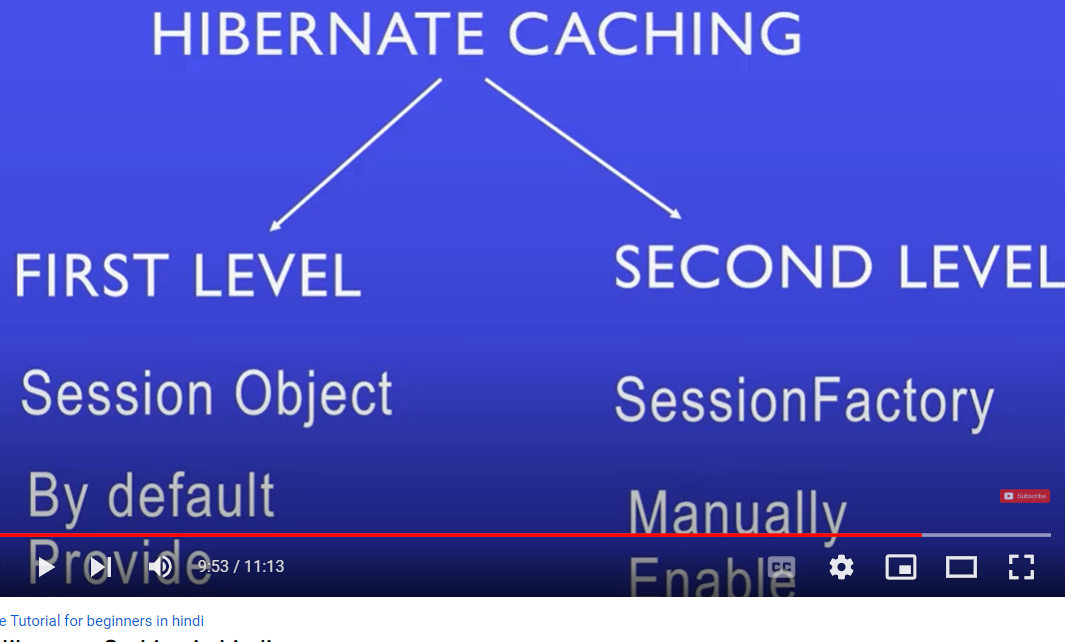 HIBERNATE CACHING
FIRST LEVEL
SECOND LEVEL
Session Object
SessionFactory
By default
Provide
Manually
Enable
Subscribe
9:53 / 11:13
CC
e Tutorial for beginners in hindi